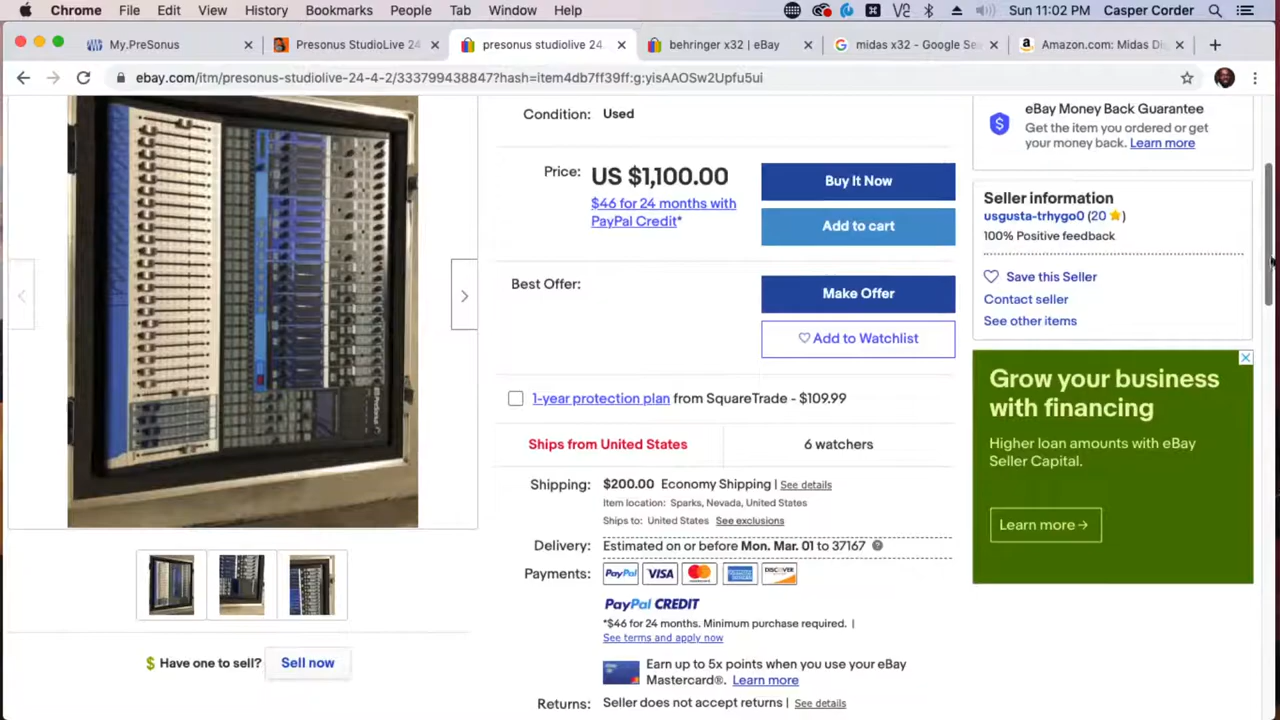 Chrome File Edit View History Bookmarks People Tab Window Help Sun 11:02 PM Casper Corder
My.PreSonus
Presonus StudioLive 24
presonus studiolive 24
behringer x32 | eBay
midas x32 - Google Se
Amazon.com: Midas Di
ebay.com/itm/presonus-studiolive-24-4-2/333799438847?hash=item4db7ff39ff:g:yisAAOSw2Upfu5ui
Condition: Used
Price: US $1,100.00
$46 for 24 months with
PayPal Credit*
Buy It Now
Add to cart
Best Offer:
Make Offer
Add to Watchlist
1-year protection plan from SquareTrade - $109.99
Ships from United States
6 watchers
Shipping: $200.00 Economy Shipping | See details
Item location: Sparks, Nevada, United States
Ships to: United States See exclusions
Delivery: Estimated on or before Mon. Mar. 01 to 37167
Payments: PayPal VISA MasterCard DISCOVER
PayPal CREDIT
*$46 for 24 months. Minimum purchase required. |
See terms and apply now
Earn up to 5x points when you use your eBay
Mastercard®. Learn more
Returns: Seller does not accept returns | See details
$ Have one to sell? Sell now
eBay Money Back Guarantee
Get the item you ordered or get
your money back. Learn more
Seller information
usgusta-trhygo0 (20 )
100% Positive feedback
Save this Seller
Contact seller
See other items
Grow your business
with financing
Higher loan amounts with eBay
Seller Capital.
Learn more